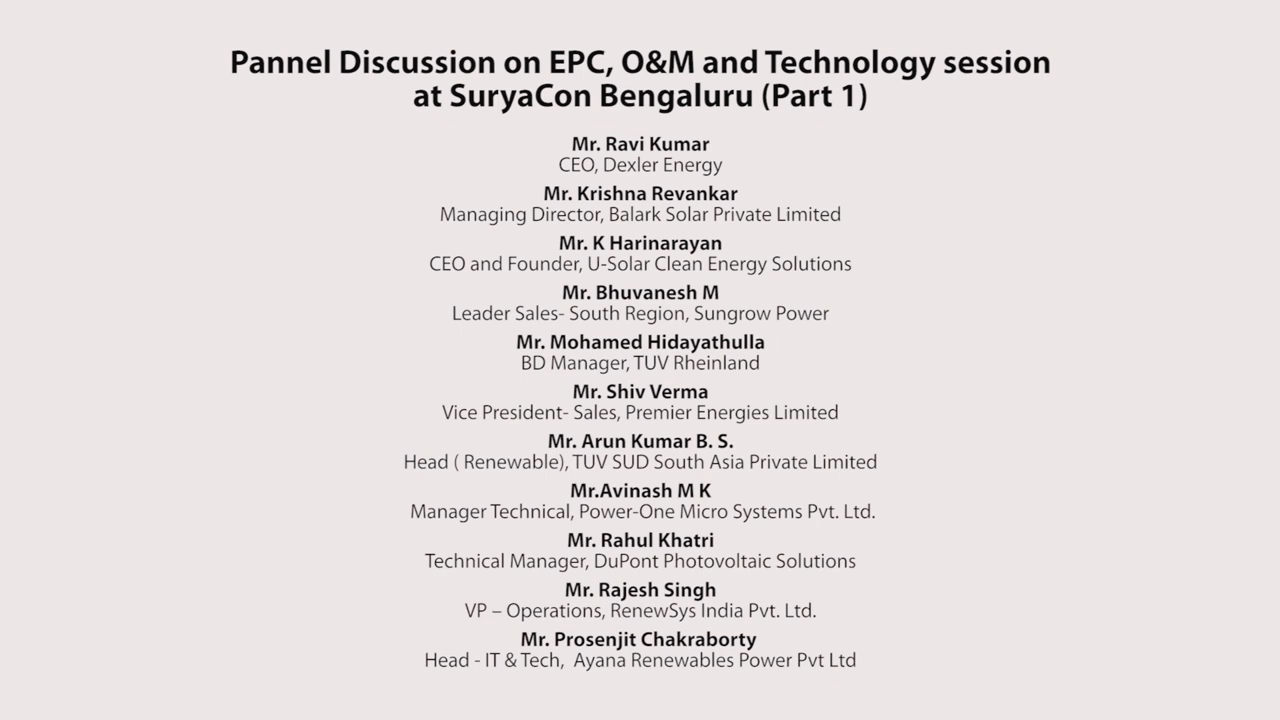 Pannel Discussion on EPC, O&M and Technology session
at SuryaCon Bengaluru (Part 1)
Mr. Ravi Kumar
CEO, Dexler Energy
Mr. Krishna Revankar
Managing Director, Balark Solar Private Limited
Mr. K Harinarayan
CEO and Founder, U-Solar Clean Energy Solutions
Mr. Bhuvanesh M
Leader Sales- South Region, Sungrow Power
Mr. Mohamed Hidayathulla
BD Manager, TUV Rheinland
Mr. Shiv Verma
Vice President- Sales, Premier Energies Limited
Mr. Arun Kumar B. S.
Head ( Renewable), TUV SUD South Asia Private Limited
Mr.Avinash M K
Manager Technical, Power-One Micro Systems Pvt. Ltd.
Mr. Rahul Khatri
Technical Manager, DuPont Photovoltaic Solutions
Mr. Rajesh Singh
VP – Operations, RenewSys India Pvt. Ltd.
Mr. Prosenjit Chakraborty
Head - IT & Tech,  Ayana Renewables Power Pvt Ltd